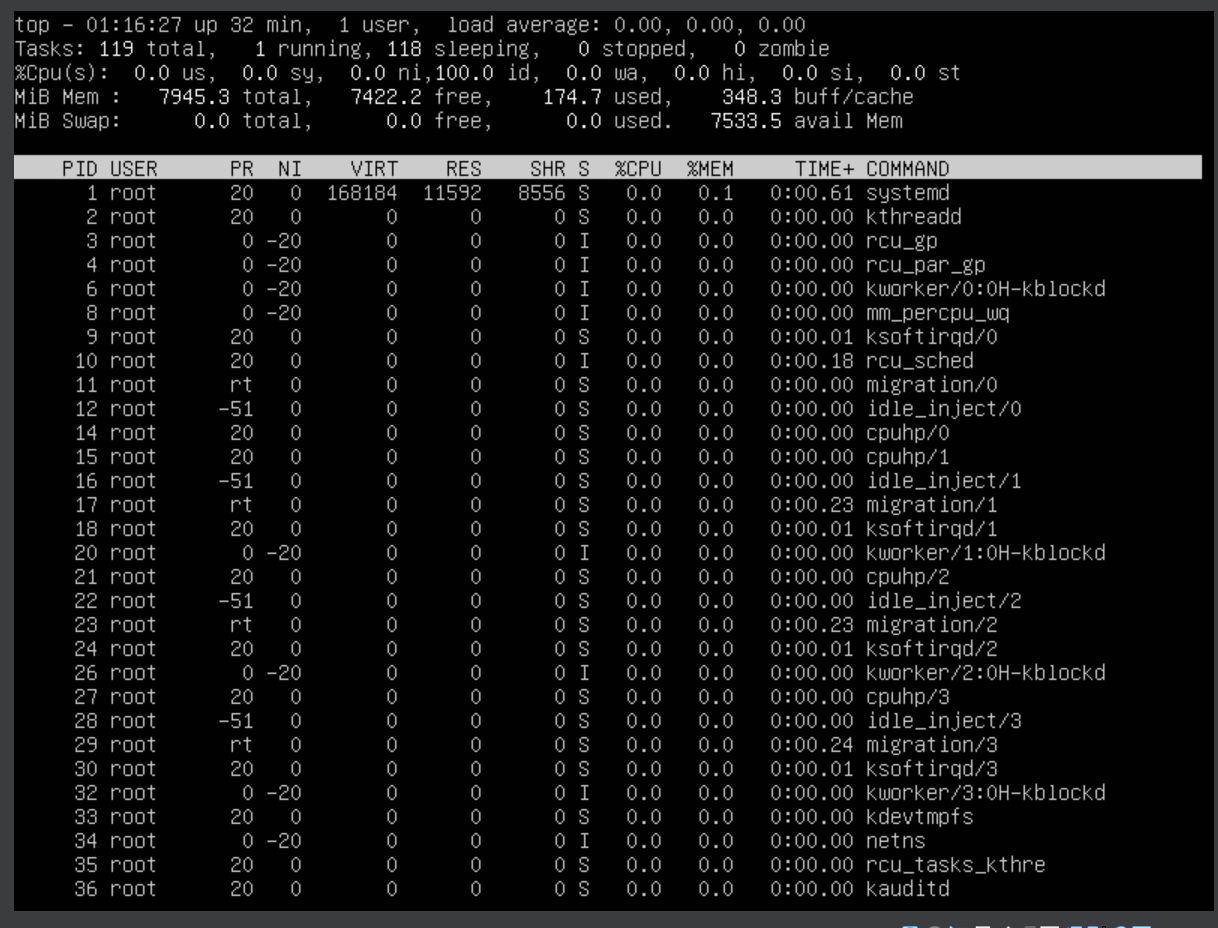 top - 01:16:27 up 32 min,  1 user,  load average: 0.00, 0.00, 0.00
Tasks: 119 total,   1 running, 118 sleeping,   0 stopped,   0 zombie
%Cpu(s):  0.0 us,  0.0 sy,  0.0 ni,100.0 id,  0.0 wa,  0.0 hi,  0.0 si,  0.0 st
MiB Mem :   7945.3 total,   7422.2 free,    174.7 used,    348.3 buff/cache
MiB Swap:      0.0 total,      0.0 free,      0.0 used.   7533.5 avail Mem
    PID USER      PR  NI    VIRT    RES    SHR S  %CPU  %MEM     TIME+ COMMAND
      1 root      20   0  168184  11592   8556 S   0.0   0.1   0:00.61 systemd
      2 root      20   0       0      0      0 S   0.0   0.0   0:00.00 kthreadd
      3 root       0 -20       0      0      0 I   0.0   0.0   0:00.00 rcu_gp
      4 root       0 -20       0      0      0 I   0.0   0.0   0:00.00 rcu_par_gp
      6 root       0 -20       0      0      0 I   0.0   0.0   0:00.00 kworker/0:0H-kblockd
      8 root       0 -20       0      0      0 I   0.0   0.0   0:00.00 mm_percpu_wq
      9 root      20   0       0      0      0 S   0.0   0.0   0:00.01 ksoftirqd/0
     10 root      20   0       0      0      0 I   0.0   0.0   0:00.18 rcu_sched
     11 root      rt   0       0      0      0 S   0.0   0.0   0:00.00 migration/0
     12 root     -51   0       0      0      0 S   0.0   0.0   0:00.00 idle_inject/0
     14 root      20   0       0      0      0 S   0.0   0.0   0:00.00 cpuhp/0
     15 root      20   0       0      0      0 S   0.0   0.0   0:00.00 cpuhp/1
     16 root     -51   0       0      0      0 S   0.0   0.0   0:00.00 idle_inject/1
     17 root      rt   0       0      0      0 S   0.0   0.0   0:00.23 migration/1
     18 root      20   0       0      0      0 S   0.0   0.0   0:00.01 ksoftirqd/1
     20 root       0 -20       0      0      0 I   0.0   0.0   0:00.00 kworker/1:0H-kblockd
     21 root      20   0       0      0      0 S   0.0   0.0   0:00.00 cpuhp/2
     22 root     -51   0       0      0      0 S   0.0   0.0   0:00.00 idle_inject/2
     23 root      rt   0       0      0      0 S   0.0   0.0   0:00.23 migration/2
     24 root      20   0       0      0      0 S   0.0   0.0   0:00.01 ksoftirqd/2
     26 root       0 -20       0      0      0 I   0.0   0.0   0:00.00 kworker/2:0H-kblockd
     27 root      20   0       0      0      0 S   0.0   0.0   0:00.00 cpuhp/3
     28 root     -51   0       0      0      0 S   0.0   0.0   0:00.00 idle_inject/3
     29 root      rt   0       0      0      0 S   0.0   0.0   0:00.24 migration/3
     30 root      20   0       0      0      0 S   0.0   0.0   0:00.01 ksoftirqd/3
     32 root       0 -20       0      0      0 I   0.0   0.0   0:00.00 kworker/3:0H-kblockd
     33 root      20   0       0      0      0 S   0.0   0.0   0:00.00 kdevtmpfs
     34 root       0 -20       0      0      0 I   0.0   0.0   0:00.00 netns
     35 root      20   0       0      0      0 S   0.0   0.0   0:00.00 rcu_tasks_kthre
     36 root      20   0       0      0      0 S   0.0   0.0   0:00.00 kauditd